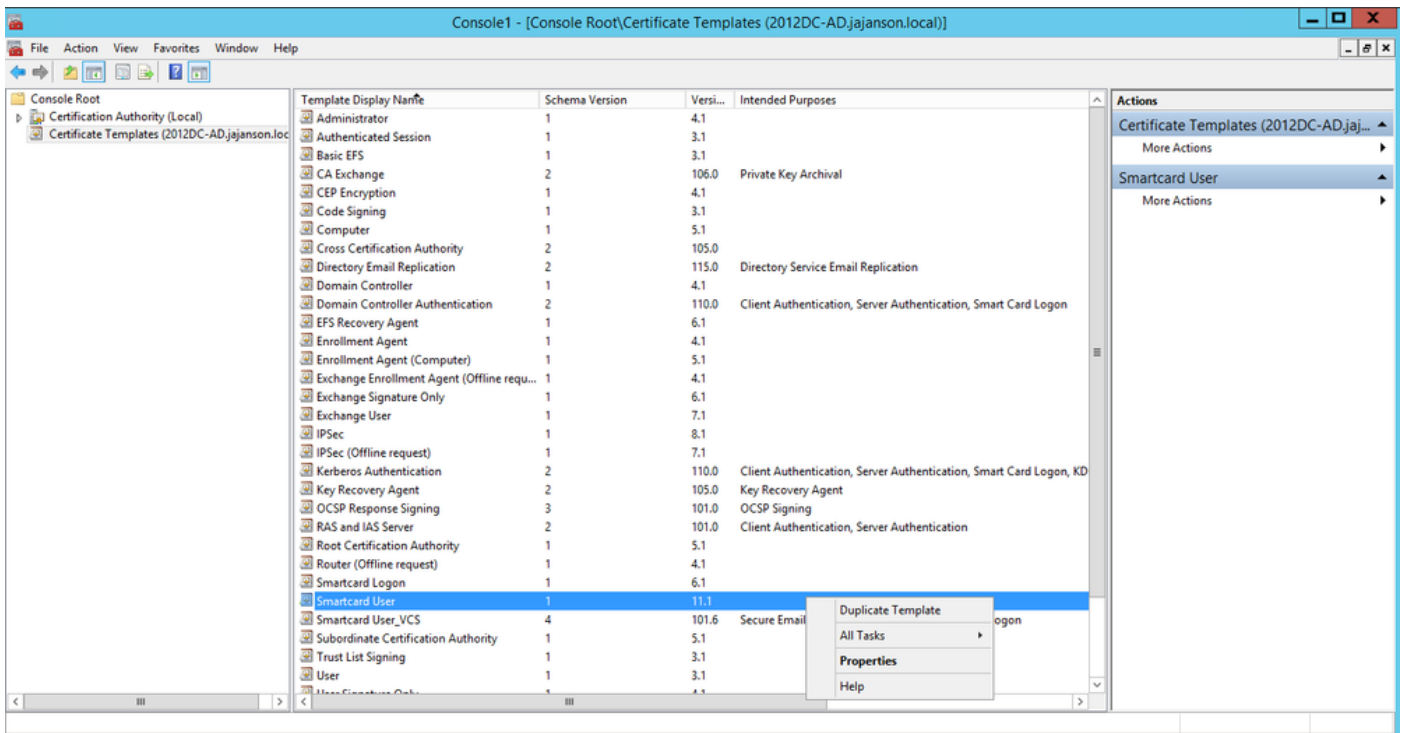 Console1 - [Console Root\Certificate Templates (2012DC-AD.jajanson.local)]
File Action View Favorites Window Help
Console Root
Certification Authority (Local)
Certificate Templates (2012DC-AD.jajanson.loc
Template Display Name Schema Version Versi... Intended Purposes
Administrator 1 4.1
Authenticated Session 1 3.1
Basic EFS 1 3.1
CA Exchange 2 106.0 Private Key Archival
CEP Encryption 1 4.1
Code Signing 1 3.1
Computer 1 5.1
Cross Certification Authority 2 105.0
Directory Email Replication 2 115.0 Directory Service Email Replication
Domain Controller 1 4.1
Domain Controller Authentication 2 110.0 Client Authentication, Server Authentication, Smart Card Logon
EFS Recovery Agent 1 6.1
Enrollment Agent 1 4.1
Enrollment Agent (Computer) 1 5.1
Exchange Enrollment Agent (Offline requ... 1 4.1
Exchange Signature Only 1 6.1
Exchange User 1 7.1
IPSec 1 8.1
IPSec (Offline request) 1 7.1
Kerberos Authentication 2 110.0 Client Authentication, Server Authentication, Smart Card Logon, KD
Key Recovery Agent 2 105.0 Key Recovery Agent
OCSP Response Signing 3 101.0 OCSP Signing
RAS and IAS Server 2 101.0 Client Authentication, Server Authentication
Root Certification Authority 1 5.1
Router (Offline request) 1 4.1
Smartcard Logon 1 6.1
Smartcard User 1 11.1
Smartcard User_VCS 4 101.6 Secure Email ogon
Subordinate Certification Authority 1 5.1
Trust List Signing 1 3.1
User 1 3.1
User Signature Only 1 4.1
Duplicate Template
All Tasks
Properties
Help
Actions
Certificate Templates (2012DC-AD.jaj...
More Actions
Smartcard User
More Actions